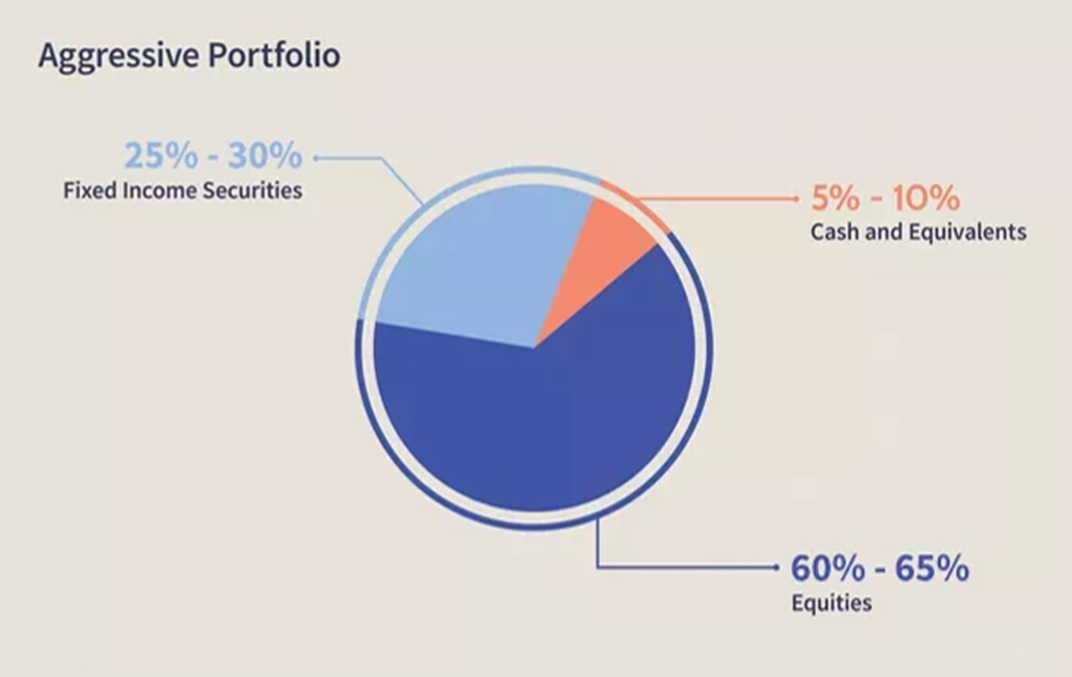 Aggressive Portfolio
25% - 30%
Fixed Income Securities
5% - 10%
Cash and Equivalents
60% - 65%
Equities